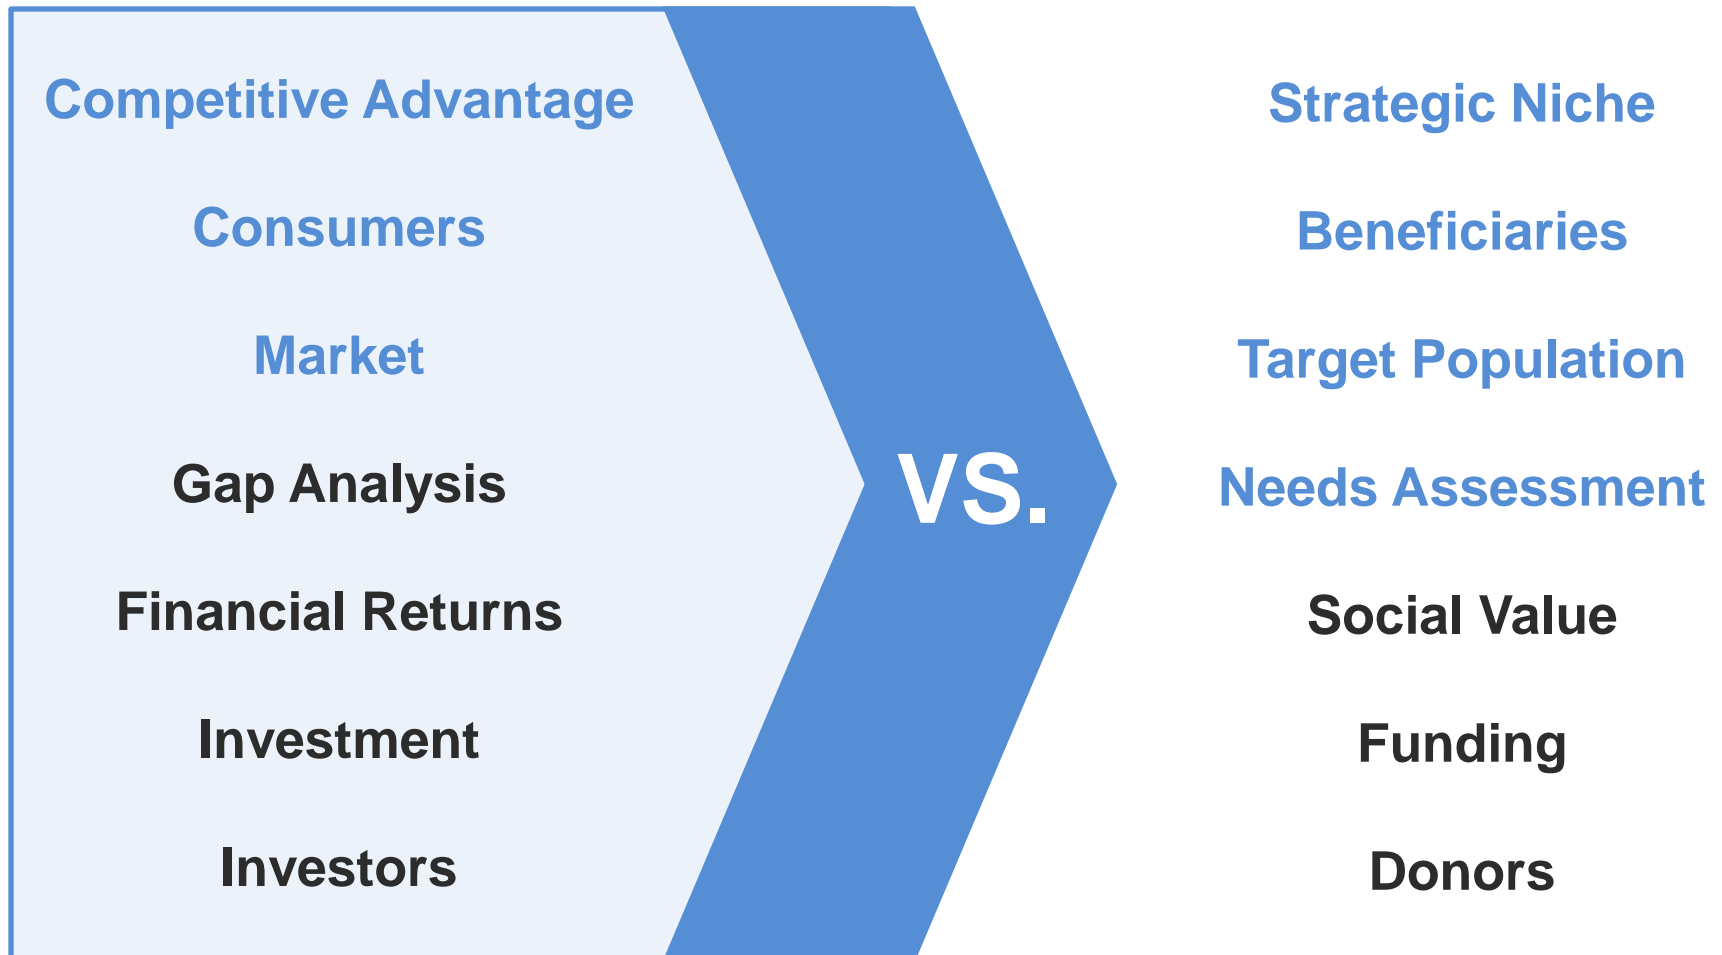 Competitive Advantage
Consumers
Market
Gap Analysis
Financial Returns
Investment
Investors
VS.
Strategic Niche
Beneficiaries
Target Population
Needs Assessment
Social Value
Funding
Donors